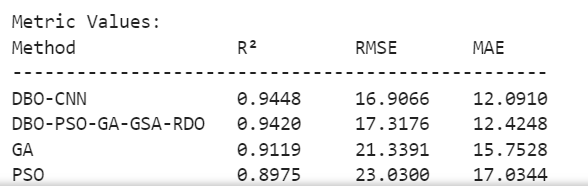 Metric Values:
Method R² RMSE MAE
--------------------------------------------------
DBO-CNN 0.9448 16.9066 12.0910
DBO-PSO-GA-GSA-RDO 0.9420 17.3176 12.4248
GA 0.9119 21.3391 15.7528
PSO 0.8975 23.0300 17.0344